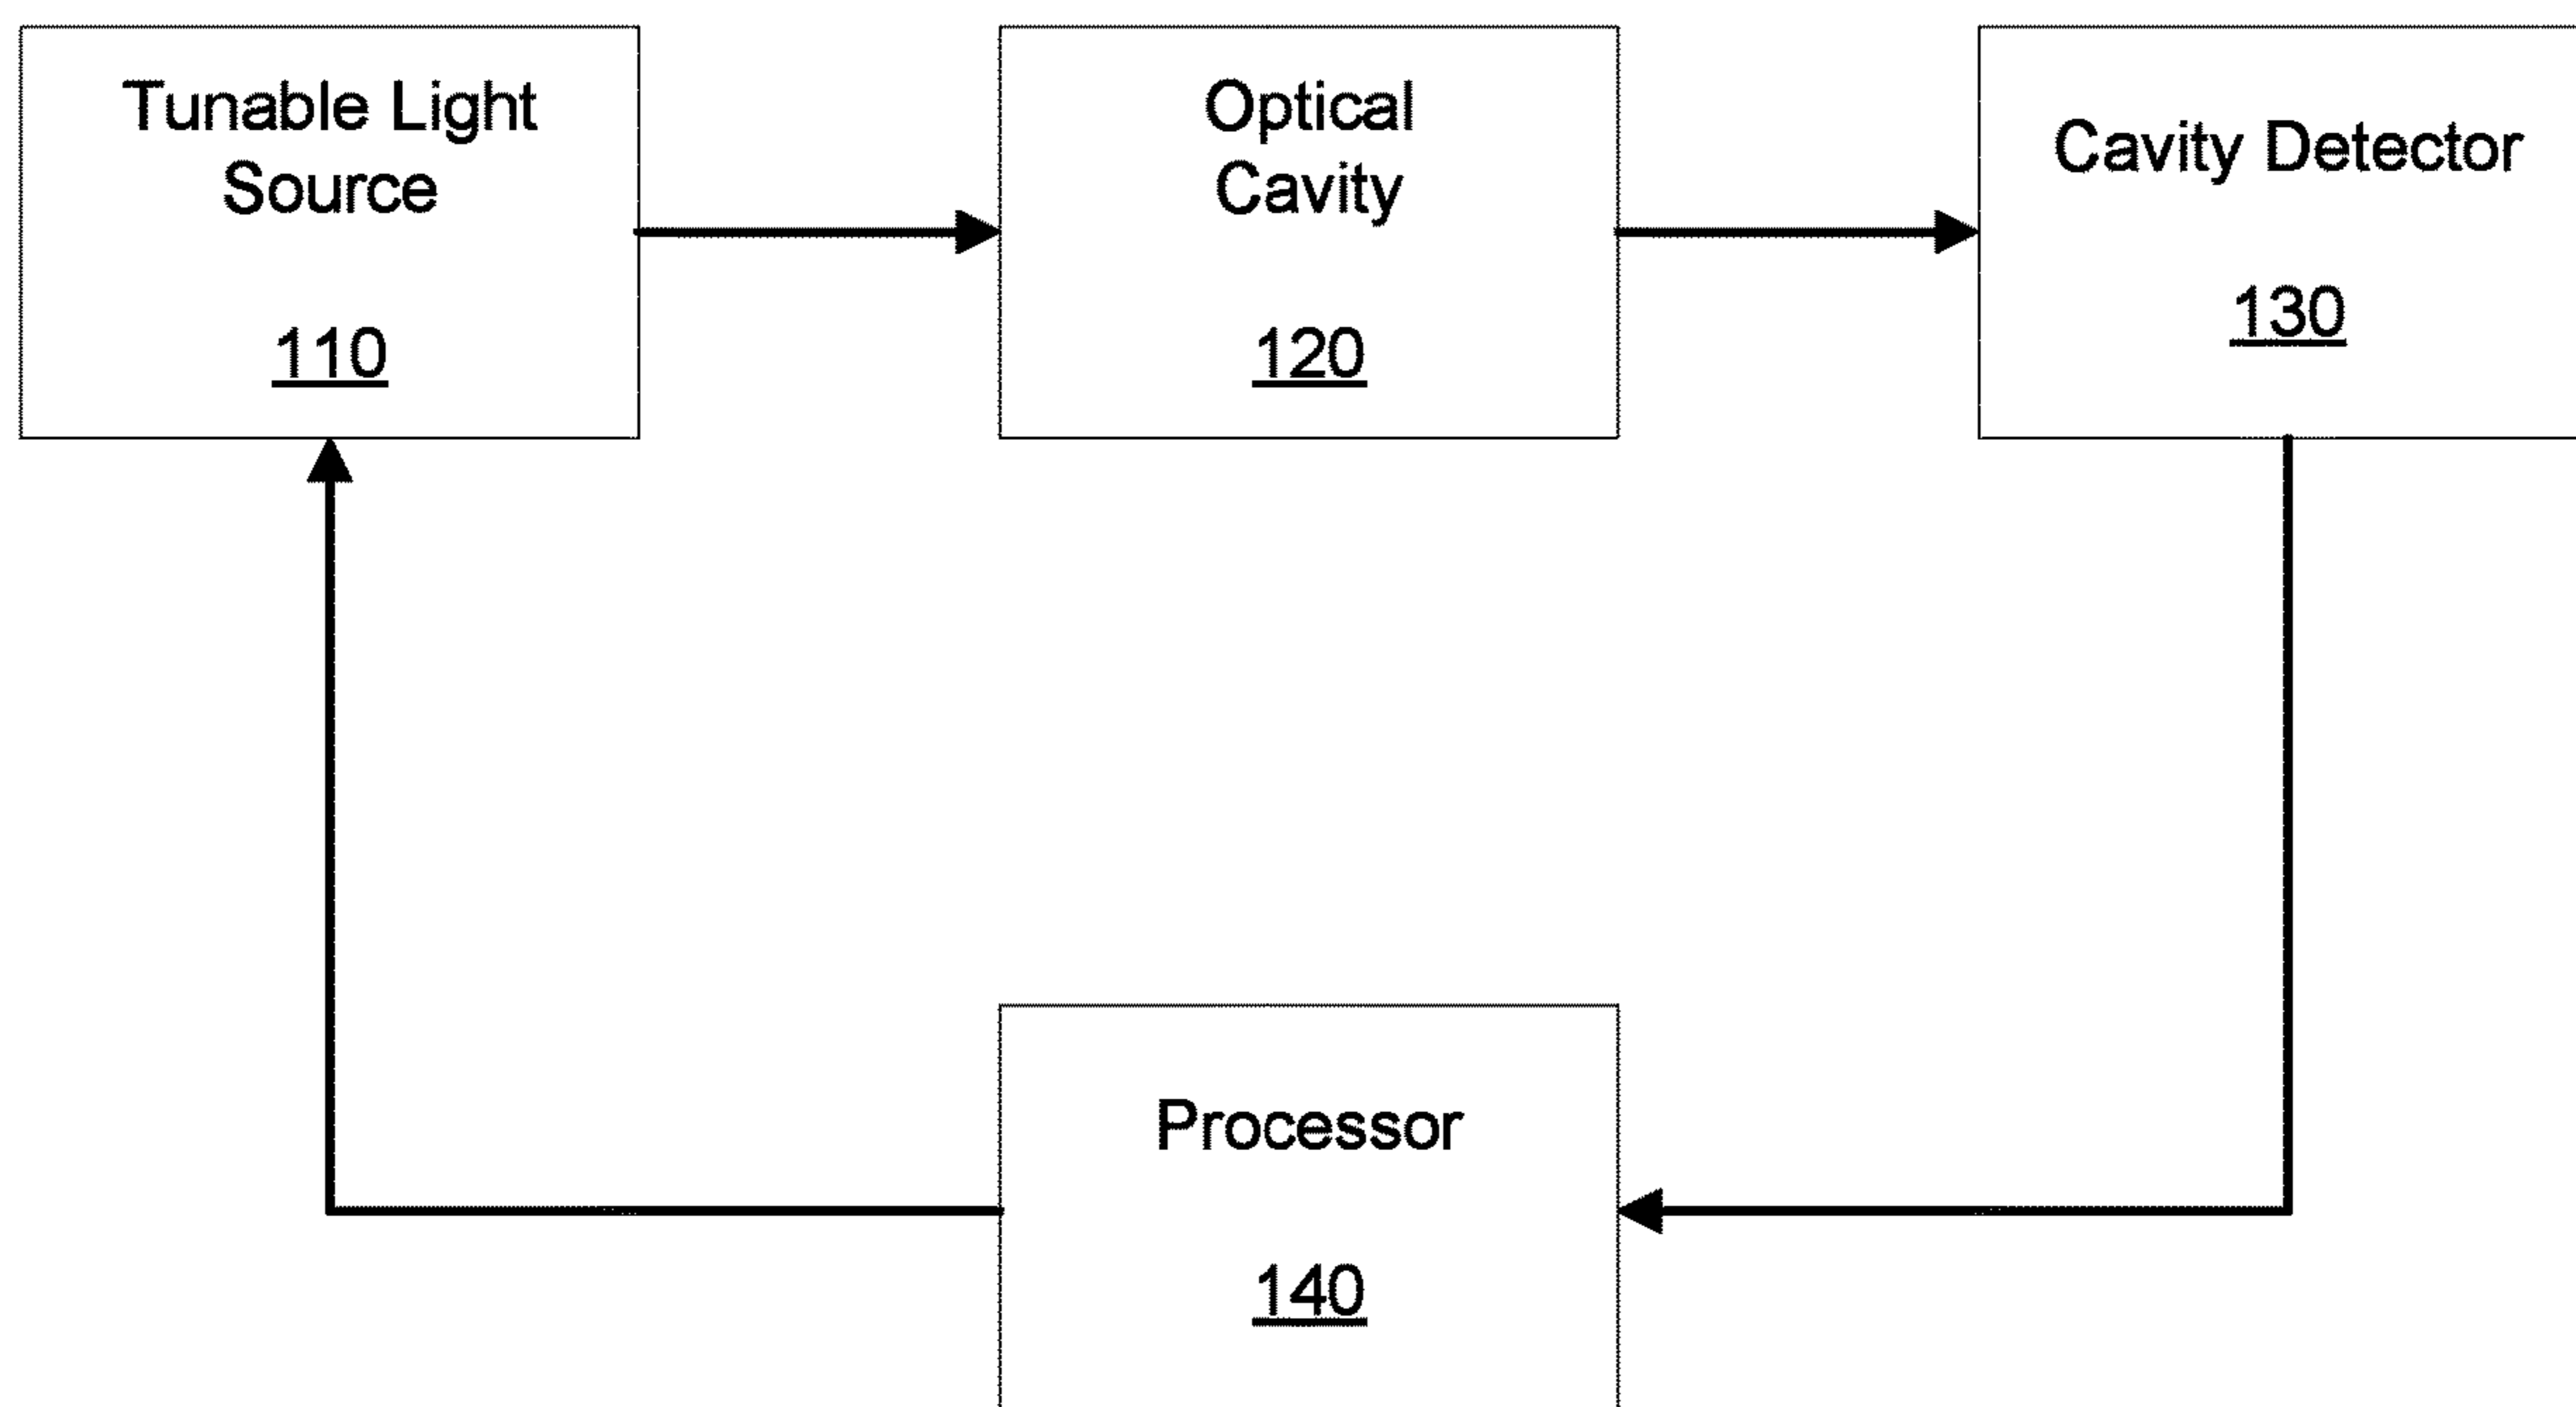 Tunable Light
Source
110
Optical
Cavity
120
Cavity Detector
130
Processor
140